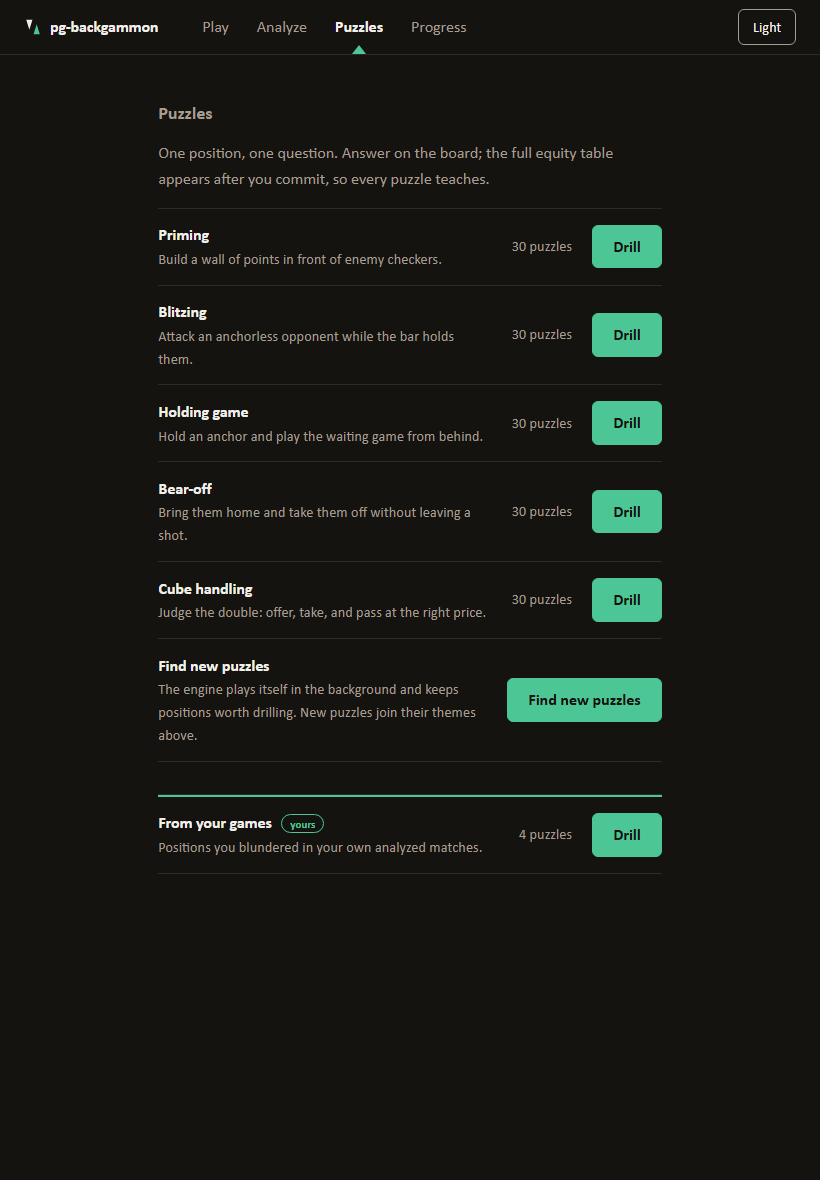 pg-backgammon Play Analyze Puzzles Progress Light
Puzzles
One position, one question. Answer on the board; the full equity table
appears after you commit, so every puzzle teaches.
Priming
Build a wall of points in front of enemy checkers.
30 puzzles
Drill
Blitzing
Attack an anchorless opponent while the bar holds
them.
30 puzzles
Drill
Holding game
Hold an anchor and play the waiting game from behind.
30 puzzles
Drill
Bear-off
Bring them home and take them off without leaving a
shot.
30 puzzles
Drill
Cube handling
Judge the double: offer, take, and pass at the right price.
30 puzzles
Drill
Find new puzzles
The engine plays itself in the background and keeps
positions worth drilling. New puzzles join their themes
above.
Find new puzzles
From your games yours
Positions you blundered in your own analyzed matches.
4 puzzles
Drill